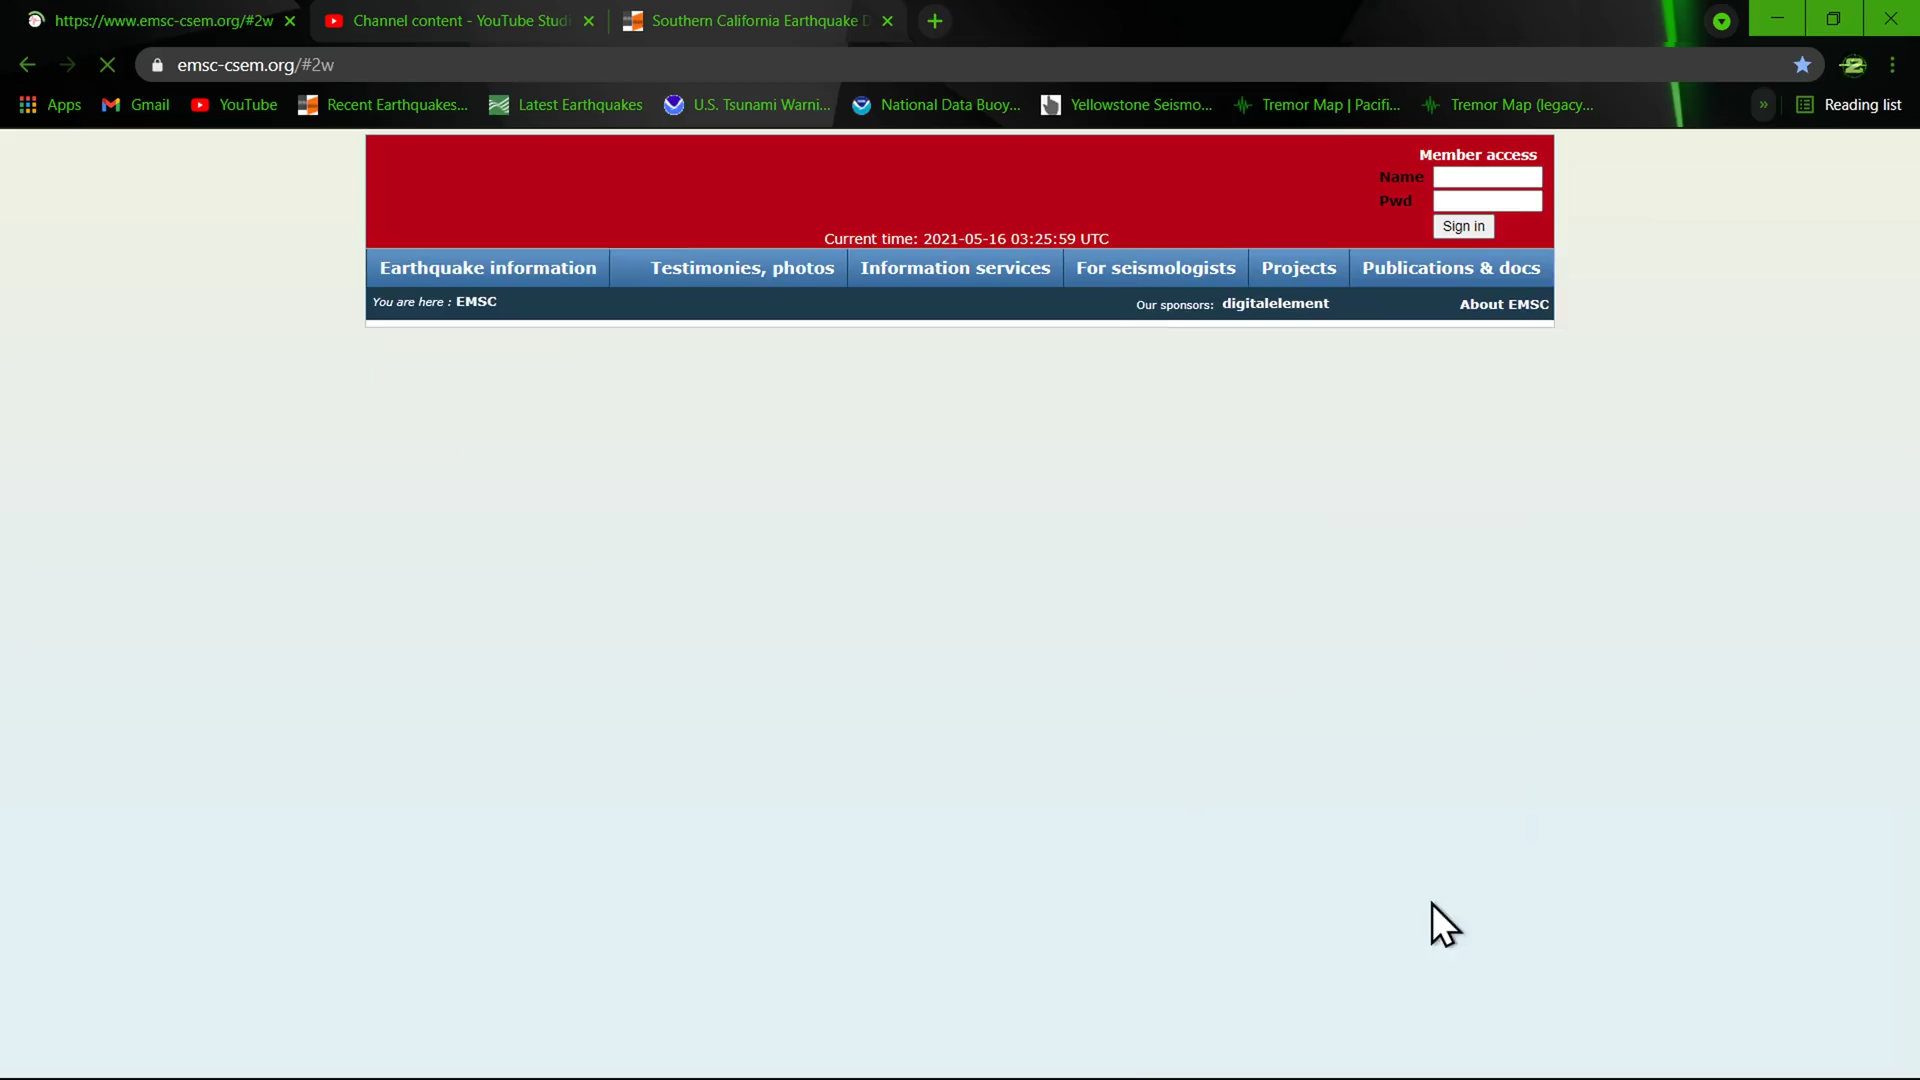 https://www.emsc-csem.org/#2w
Channel content - YouTube Stud
Southern California Earthquake D
emsc-csem.org/#2w
Apps
Gmail
YouTube
Recent Earthquakes...
Latest Earthquakes
U.S. Tsunami Warni...
National Data Buoy...
Yellowstone Seismo...
Tremor Map | Pacifi...
Tremor Map (legacy...
»
Reading list
Member access
Name
Pwd
Sign in
Current time: 2021-05-16 03:25:59 UTC
Earthquake information
Testimonies, photos
Information services
For seismologists
Projects
Publications & docs
You are here : EMSC
Our sponsors: digitalelement
About EMSC